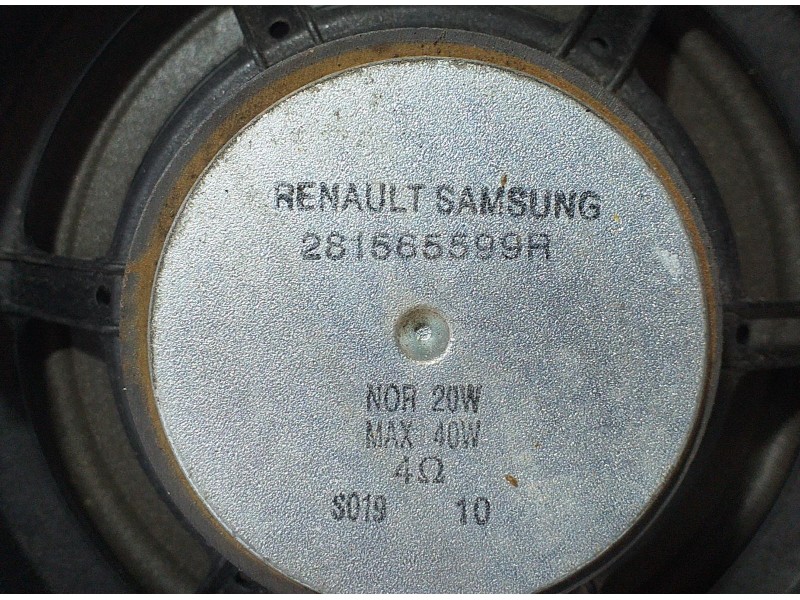 RENAULT SAMSUNG
281565599R
NOR 20W
MAX 40W
4Ω
S019 10